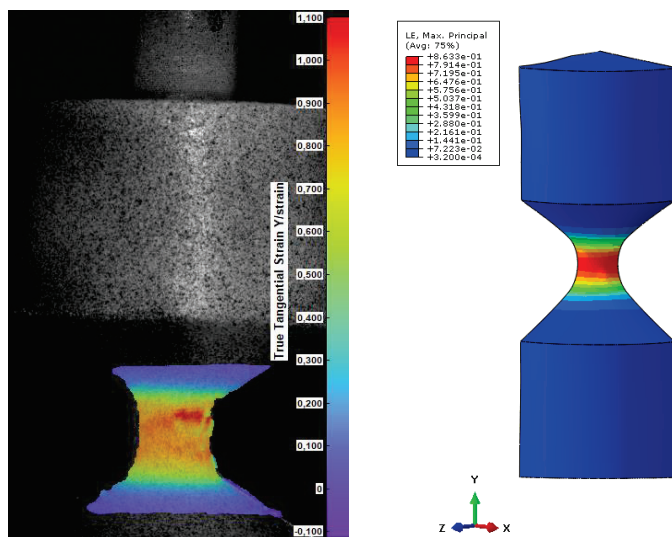 1,100
1,000
0,900
0,800
0,700
0,600
0,500
0,400
0,300
0,200
0,100
0
-0,100
True Tangential Strain Y/strain
LE, Max. Principal
(Avg: 75%)
+8.633e-01
+7.914e-01
+7.195e-01
+6.476e-01
+5.756e-01
+5.037e-01
+4.318e-01
+3.599e-01
+2.880e-01
+2.161e-01
+1.441e-01
+7.223e-02
+3.200e-04
Y
Z
X